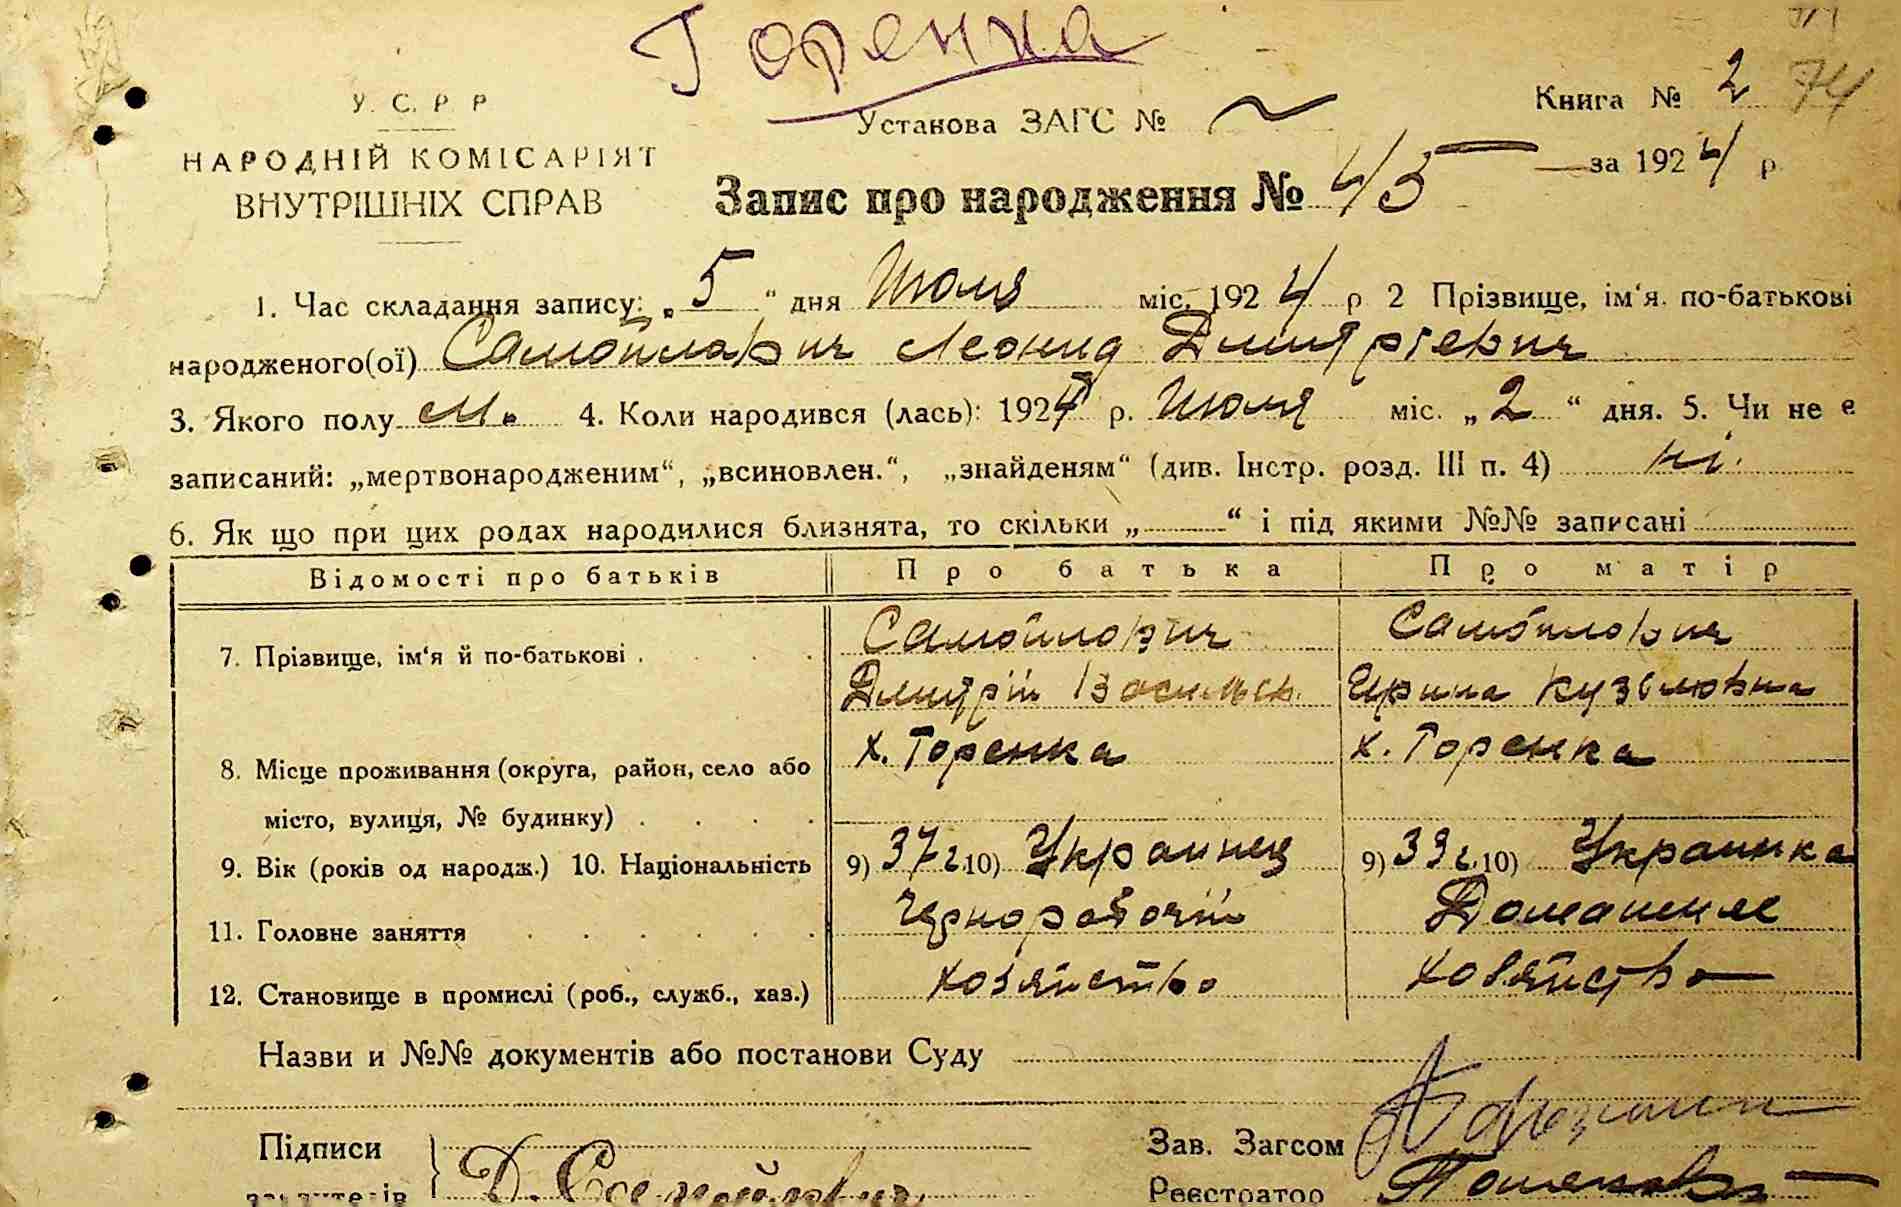 Горенка
У. С. Р. Р
Установа ЗАГС №
Книга № 2 74
НАРОДНІЙ КОМІСАРІЯТ
ВНУТРІШНІХ СПРАВ
за 1924 р.
Запис про народження № 45
1. Час складання запису: „5“ дня Июля міс. 1924 р 2 Прізвище, ім‘я. по-батькові
народженого(ої) Самойлович Леонид Дмитриевич
3. Якого полу м. 4. Коли народився (лась): 1924 р. Июля міс. „2“ дня. 5. Чи не е
записаний: „мертвонародженим“, „всиновлен.“, „знайденям“ (див. Інстр. розд. III п. 4) ні.
6. Як що при цих родах народилися близнята, то скільки „—“ і під якими №№ записані
Відомості про батьків Про батька Про матір
7. Прізвище, ім‘я й по-батькові . Самойлович Дмитрій Васильев. Самойлович Ирина Кузьмовна
8. Місце проживання (округа, район, село або х. Горенка х. Горенка
місто, вулиця, № будинку) .
9. Вік (років од народж.) 10. Національність 9) 37 г. 10) Украинец 9) 39 г. 10) Украинка
11. Головне заняття Чернорабочій Домашнее
12. Становище в промислі (роб., служб., хаз.) хозяйство хозяйство
Назви и №№ документів або постанови Суду
Підписи
Зав. Загсом
Д. Самойлович
Реєстратор